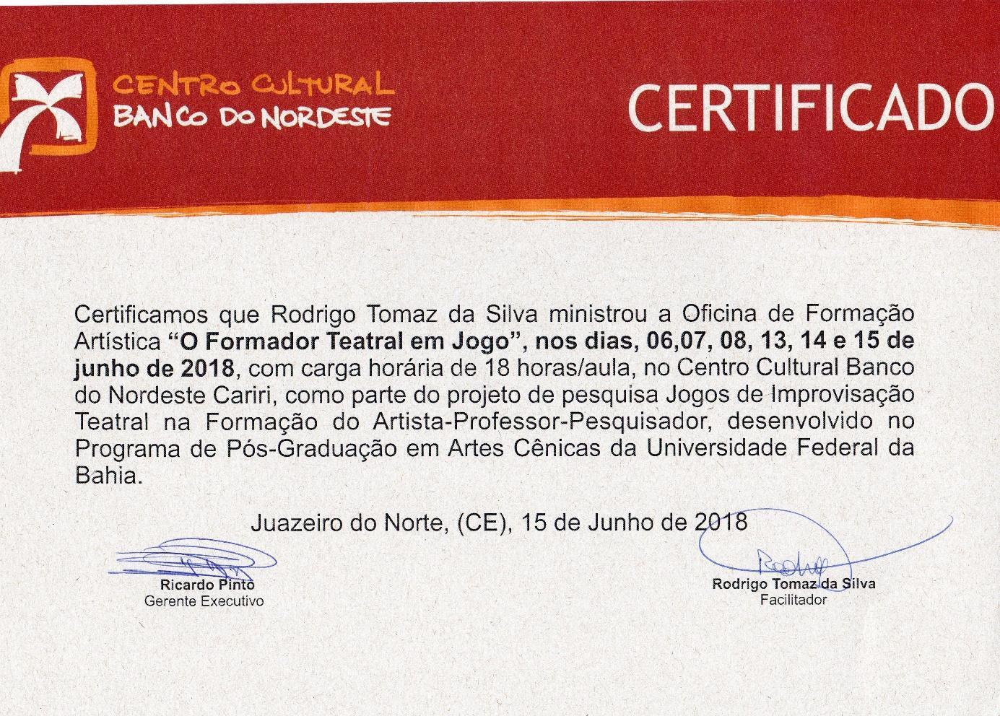 CENTRO CULTURAL
BANCO DO NORDESTE
CERTIFICADO
Certificamos que Rodrigo Tomaz da Silva ministrou a Oficina de Formação
Artística “O Formador Teatral em Jogo”, nos dias, 06,07, 08, 13, 14 e 15 de
junho de 2018, com carga horária de 18 horas/aula, no Centro Cultural Banco
do Nordeste Cariri, como parte do projeto de pesquisa Jogos de Improvisação
Teatral na Formação do Artista-Professor-Pesquisador, desenvolvido no
Programa de Pós-Graduação em Artes Cênicas da Universidade Federal da
Bahia.
Juazeiro do Norte, (CE), 15 de Junho de 2018
Ricardo Pinto
Gerente Executivo
Rodrigo Tomaz da Silva
Facilitador